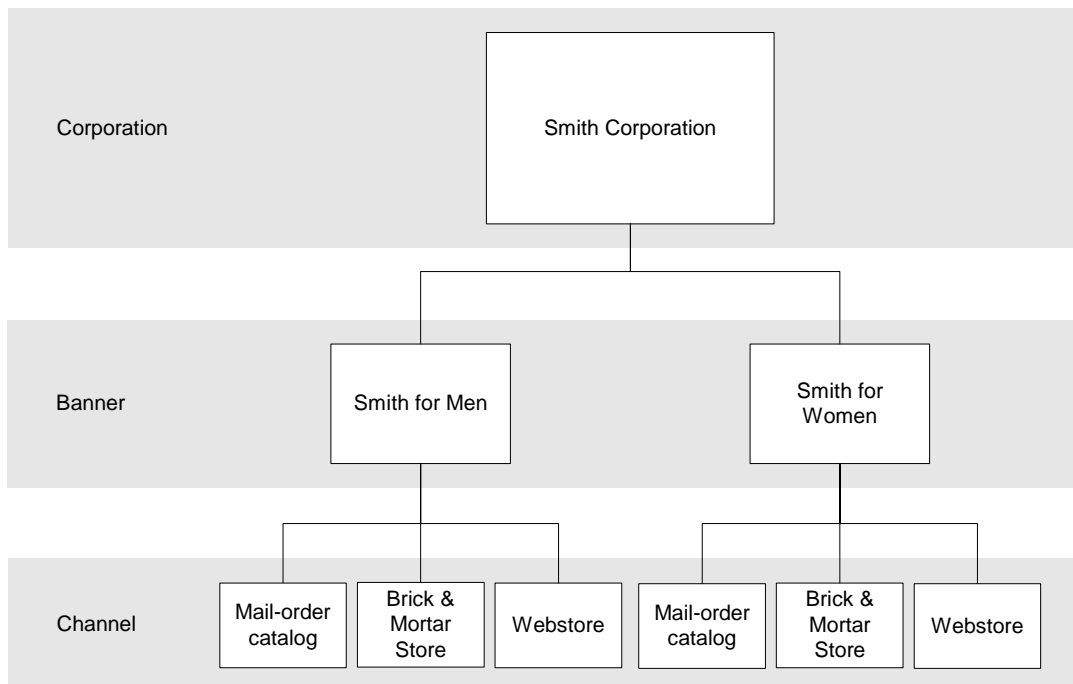 Corporation
Smith Corporation
Banner
Smith for Men
Smith for
Women
Channel
Mail-order
catalog
Brick &
Mortar
Store
Webstore
Mail-order
catalog
Brick &
Mortar
Store
Webstore